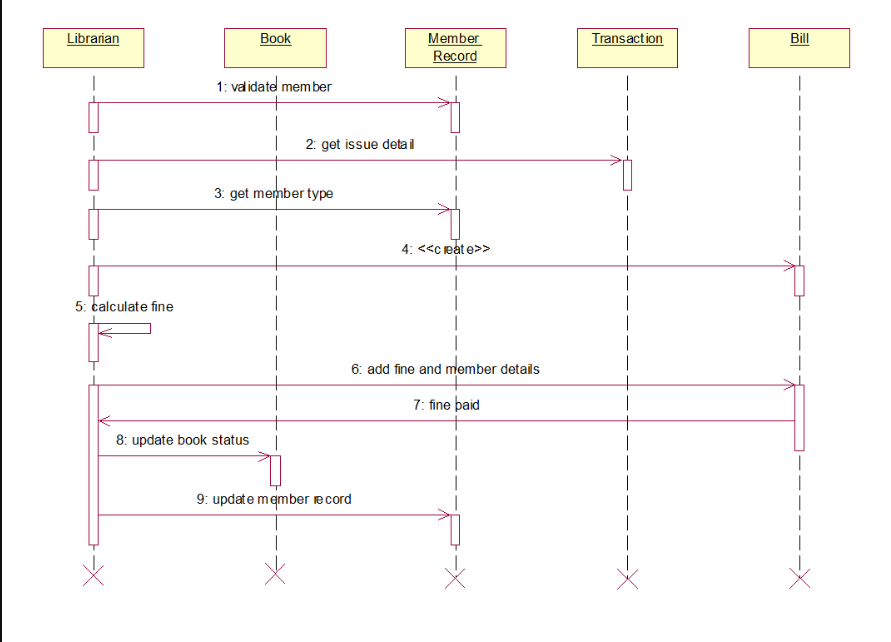 Librarian
Book
Member
Record
Transaction
Bill
1: validate member
2: get issue detail
3: get member type
4: <<create>>
5: calculate fine
6: add fine and member details
7: fine paid
8: update book status
9: update member record